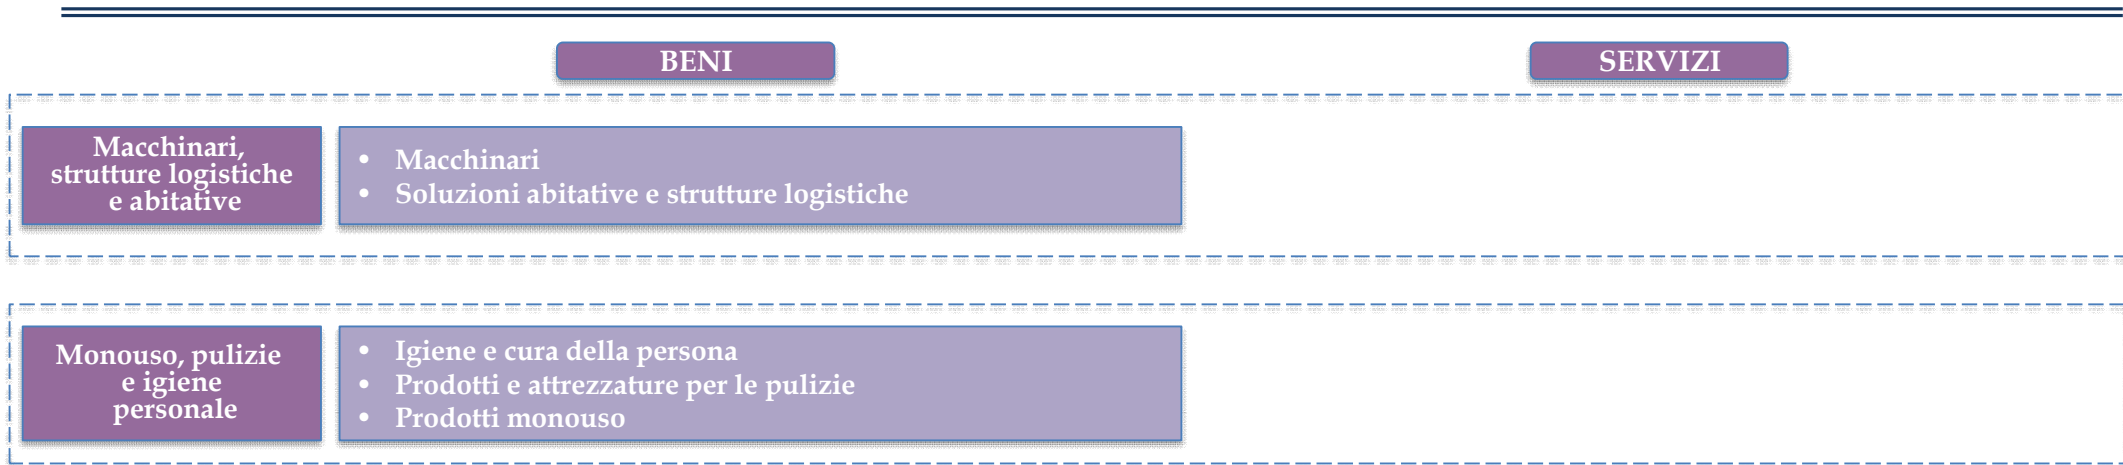 BENI
SERVIZI
Macchinari,
strutture logistiche
e abitative
• Macchinari
• Soluzioni abitative e strutture logistiche
Monouso, pulizie
e igiene
personale
• Igiene e cura della persona
• Prodotti e attrezzature per le pulizie
• Prodotti monouso